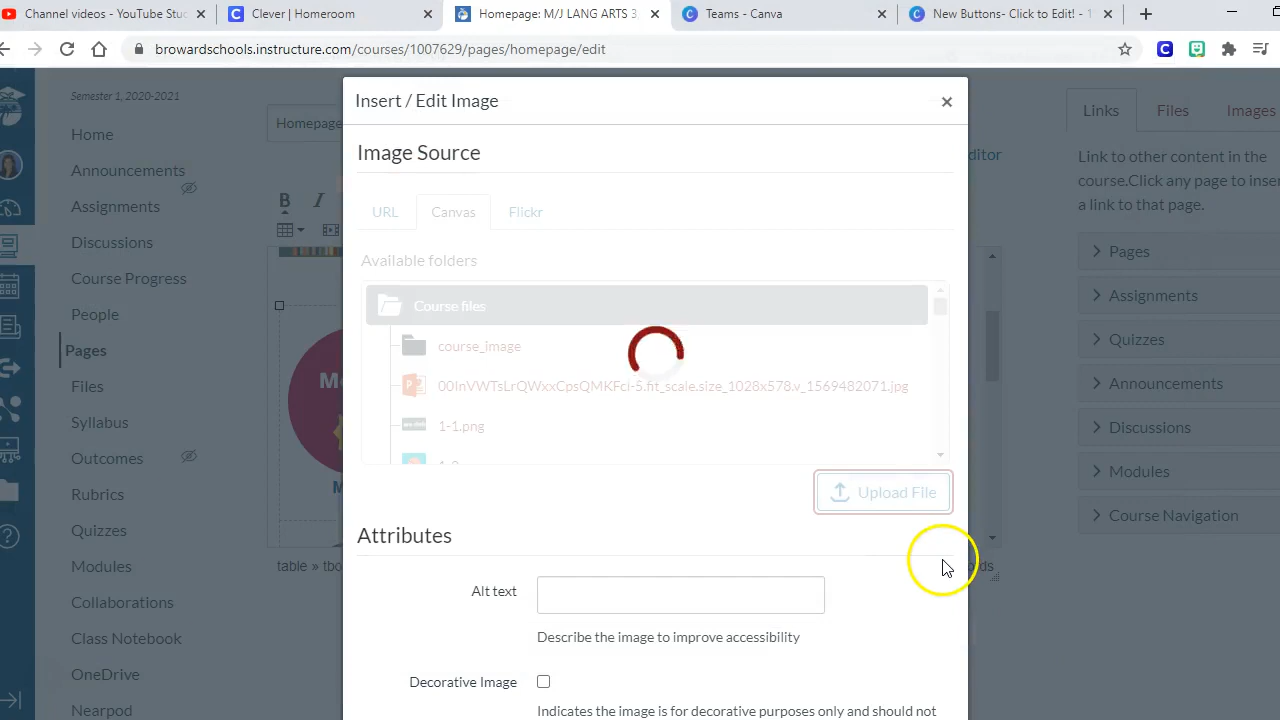 Channel videos - YouTube Stu
Clever | Homeroom
Homepage: M/J LANG ARTS 3,
Teams - Canva
New Buttons- Click to Edit! - 1
browardschools.instructure.com/courses/1007629/pages/homepage/edit
Semester 1, 2020-2021
Home
Announcements
Assignments
Discussions
Course Progress
People
Pages
Files
Syllabus
Outcomes
Rubrics
Quizzes
Modules
Collaborations
Class Notebook
OneDrive
Nearpod
Homepage
B I
table » tbo
Insert / Edit Image
Image Source
URL Canvas Flickr
Available folders
Course files
course_image
00InVWTsLrQWxxCpsQMKFcI-5.fit_scale.size_1028x578.v_1569482071.jpg
1-1.png
Upload File
Attributes
Alt text
Describe the image to improve accessibility
Decorative Image
Indicates the image is for decorative purposes only and should not
ditor
Links Files Images
Link to other content in the
course.Click any page to inser
a link to that page.
Pages
Assignments
Quizzes
Announcements
Discussions
Modules
Course Navigation